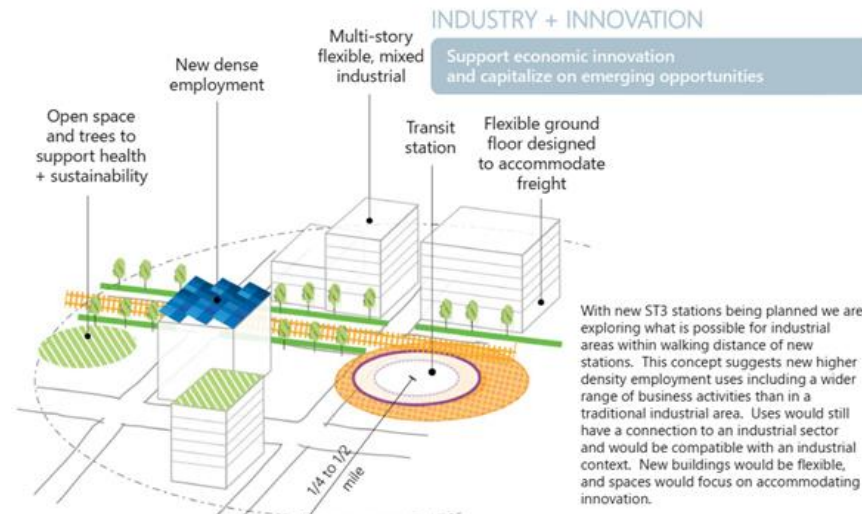 INDUSTRY + INNOVATION
Support economic innovation
and capitalize on emerging opportunities
Multi-story
flexible, mixed
industrial
New dense
employment
Open space
and trees to
support health
+ sustainability
Transit
station
Flexible ground
floor designed
to accommodate
freight
With new ST3 stations being planned we are
exploring what is possible for industrial
areas within walking distance of new
stations. This concept suggests new higher
density employment uses including a wider
range of business activities than in a
traditional industrial area. Uses would still
have a connection to an industrial sector
and would be compatible with an industrial
context. New buildings would be flexible,
and spaces would focus on accommodating
innovation.
1/4 to 1/2
mile